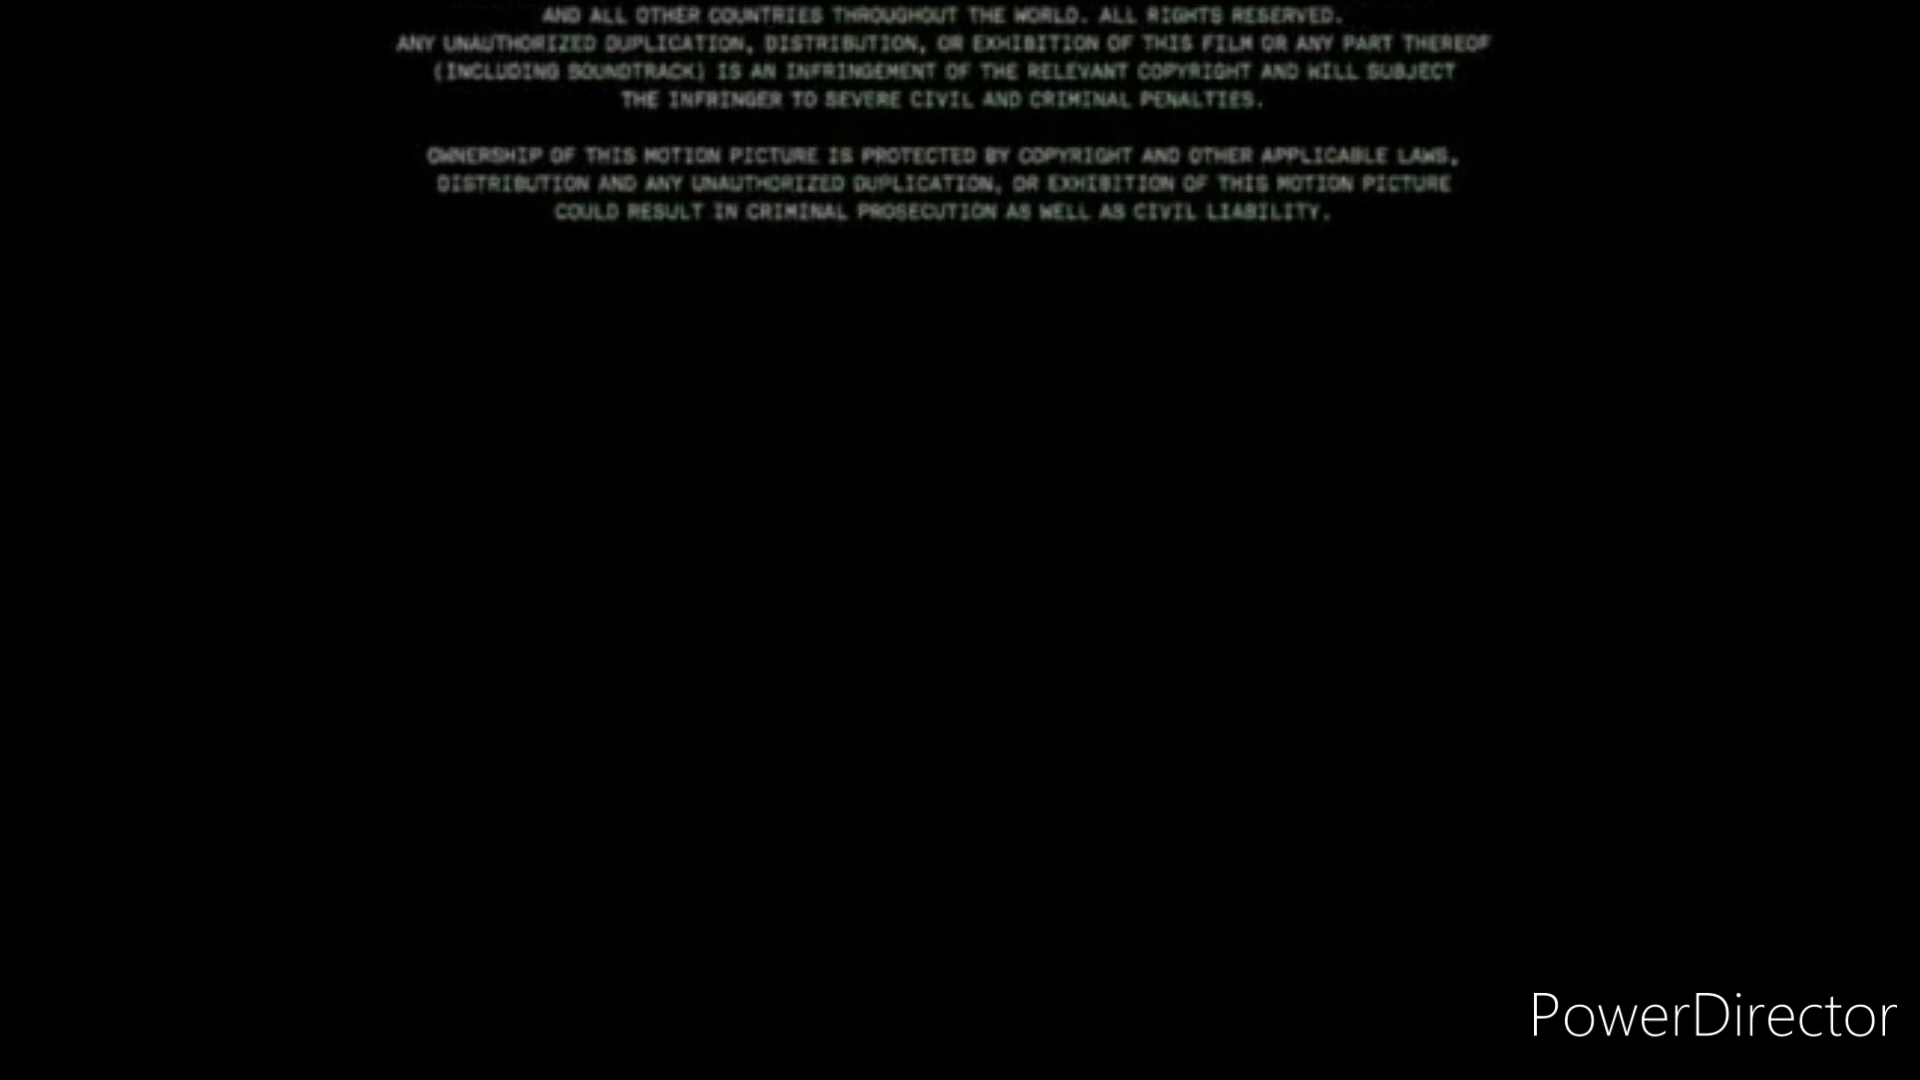 AND ALL OTHER COUNTRIES THROUGHOUT THE WORLD. ALL RIGHTS RESERVED.
ANY UNAUTHORIZED DUPLICATION, DISTRIBUTION, OR EXHIBITION OF THIS FILM OR ANY PART THEREOF
(INCLUDING SOUNDTRACK) IS AN INFRINGEMENT OF THE RELEVANT COPYRIGHT AND WILL SUBJECT
THE INFRINGER TO SEVERE CIVIL AND CRIMINAL PENALTIES.
OWNERSHIP OF THIS MOTION PICTURE IS PROTECTED BY COPYRIGHT AND OTHER APPLICABLE LAWS,
DISTRIBUTION AND ANY UNAUTHORIZED DUPLICATION, OR EXHIBITION OF THIS MOTION PICTURE
COULD RESULT IN CRIMINAL PROSECUTION AS WELL AS CIVIL LIABILITY.
PowerDirector